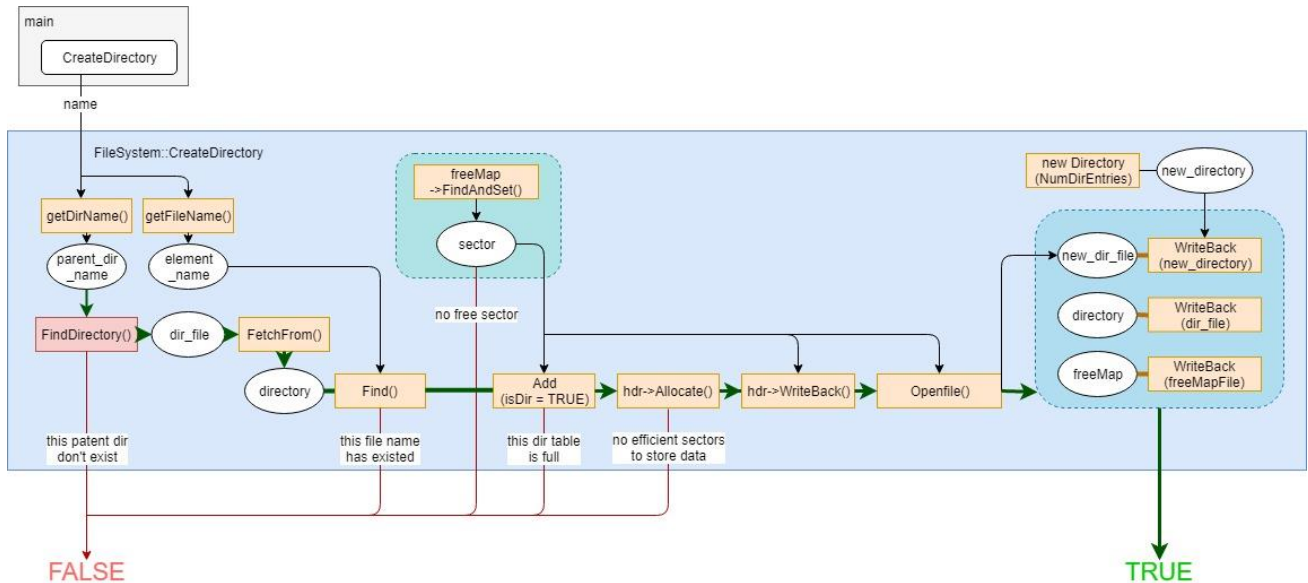 main
CreateDirectory
name
FileSystem::CreateDirectory
getDirName()
getFileName()
parent_dir
_name
element
_name
freeMap
->FindAndSet()
sector
new Directory
(NumDirEntries)
new_directory
new_dir_file
WriteBack
(new_directory)
directory
WriteBack
(dir_file)
freeMap
WriteBack
(freeMapFile)
FindDirectory()
dir_file
FetchFrom()
no free sector
directory
Find()
Add
(isDir = TRUE)
hdr->Allocate()
hdr->WriteBack()
Openfile()
this patent dir
don't exist
this file name
has existed
this dir table
is full
no efficient sectors
to store data
FALSE
TRUE